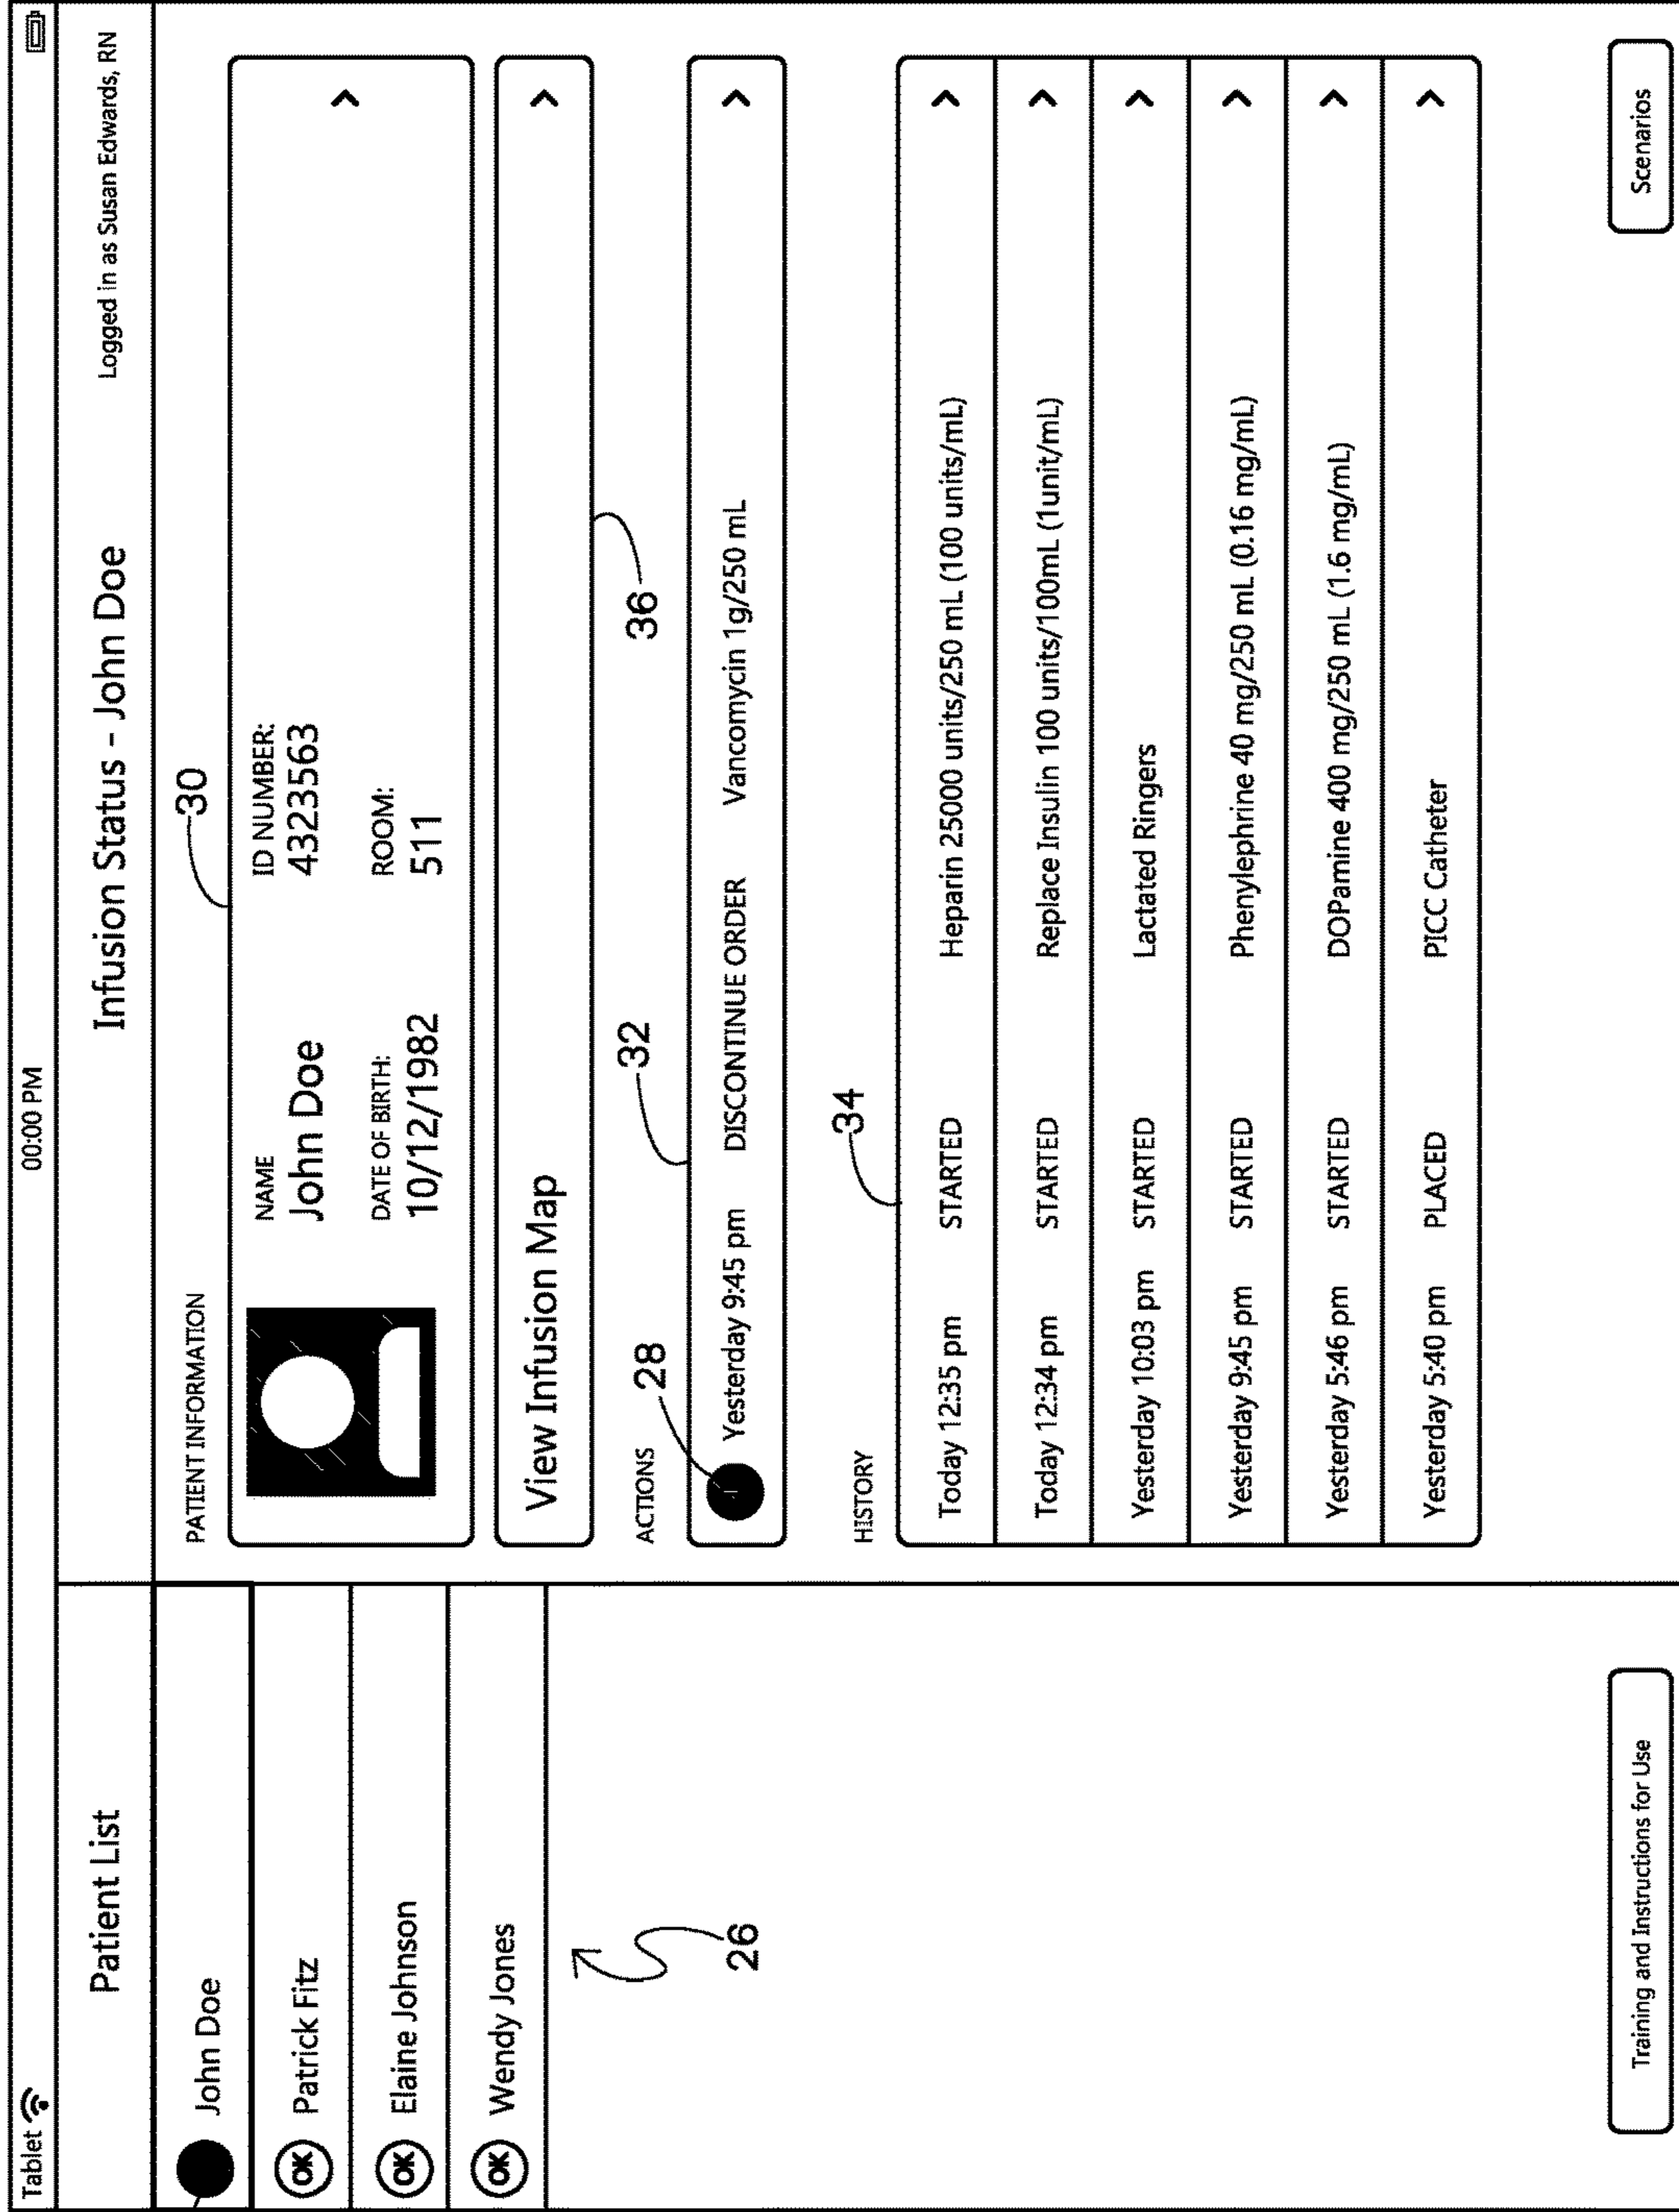 Tablet 00:00 PM
Patient List
Infusion Status - John Doe
Logged in as Susan Edwards, RN
John Doe
OK Patrick Fitz
OK Elaine Johnson
OK Wendy Jones
26
PATIENT INFORMATION
30
NAME
John Doe
ID NUMBER:
43223563
DATE OF BIRTH:
10/12/1982
ROOM:
511
View Infusion Map
36
ACTIONS
28
32
Yesterday 9:45 pm DISCONTINUE ORDER Vancomycin 1g/250 mL
HISTORY
34
Today 12:35 pm STARTED Heparin 25000 units/250 mL (100 units/mL)
Today 12:34 pm STARTED Replace Insulin 100 units/100mL (1unit/mL)
Yesterday 10:03 pm STARTED Lactated Ringers
Yesterday 9:45 pm STARTED Phenylephrine 40 mg/250 mL (0.16 mg/mL)
Yesterday 5:46 pm STARTED DOPamine 400 mg/250 mL (1.6 mg/mL)
Yesterday 5:40 pm PLACED PICC Catheter
Training and Instructions for Use
Scenarios